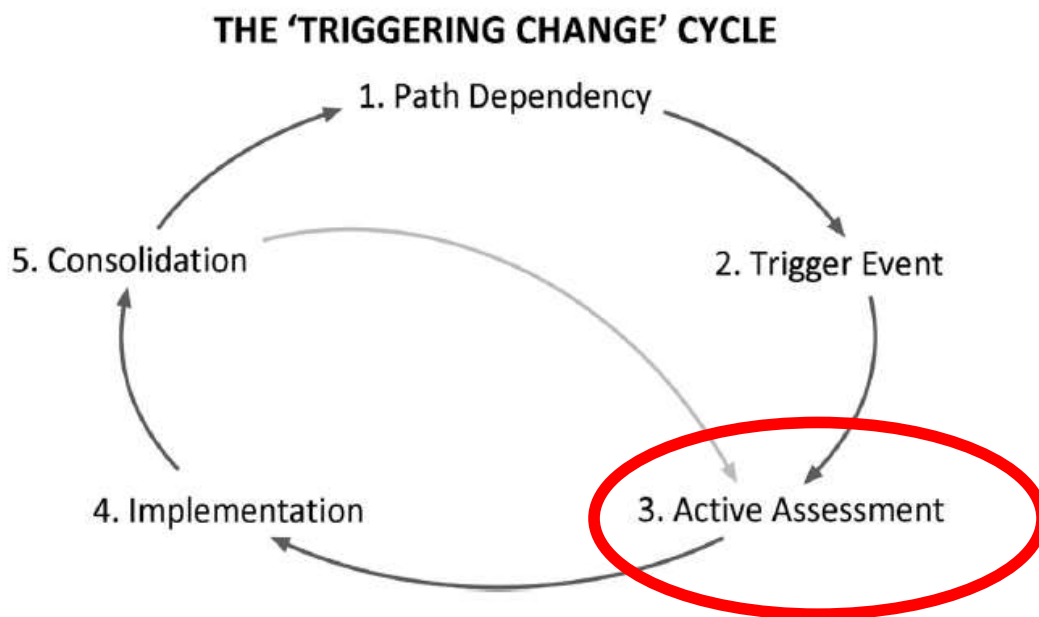 THE ‘TRIGGERING CHANGE’ CYCLE
1. Path Dependency
2. Trigger Event
3. Active Assessment
4. Implementation
5. Consolidation